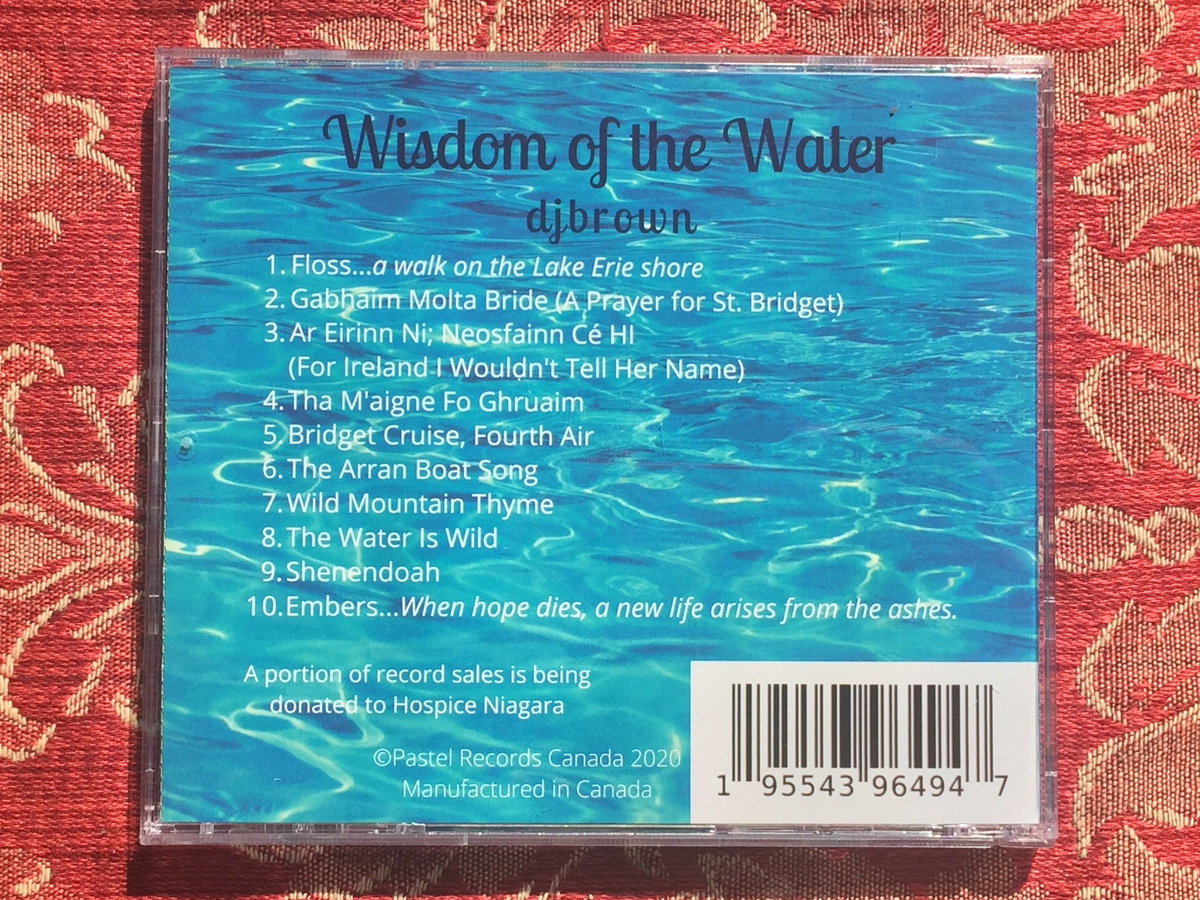 Wisdom of the Water
djbrown
1. Floss...a walk on the Lake Erie shore
2. Gabhaim Molta Bride (A Prayer for St. Bridget)
3. Ar Eirinn Ni; Neosfainn Cé HI
(For Ireland I Wouldn't Tell Her Name)
4. Tha M'aigne Fo Ghruaim
5. Bridget Cruise, Fourth Air
6. The Arran Boat Song
7. Wild Mountain Thyme
8. The Water Is Wild
9. Shenendoah
10. Embers...When hope dies, a new life arises from the ashes.
A portion of record sales is being
donated to Hospice Niagara
©Pastel Records Canada 2020
Manufactured in Canada
1 95543 96494 7